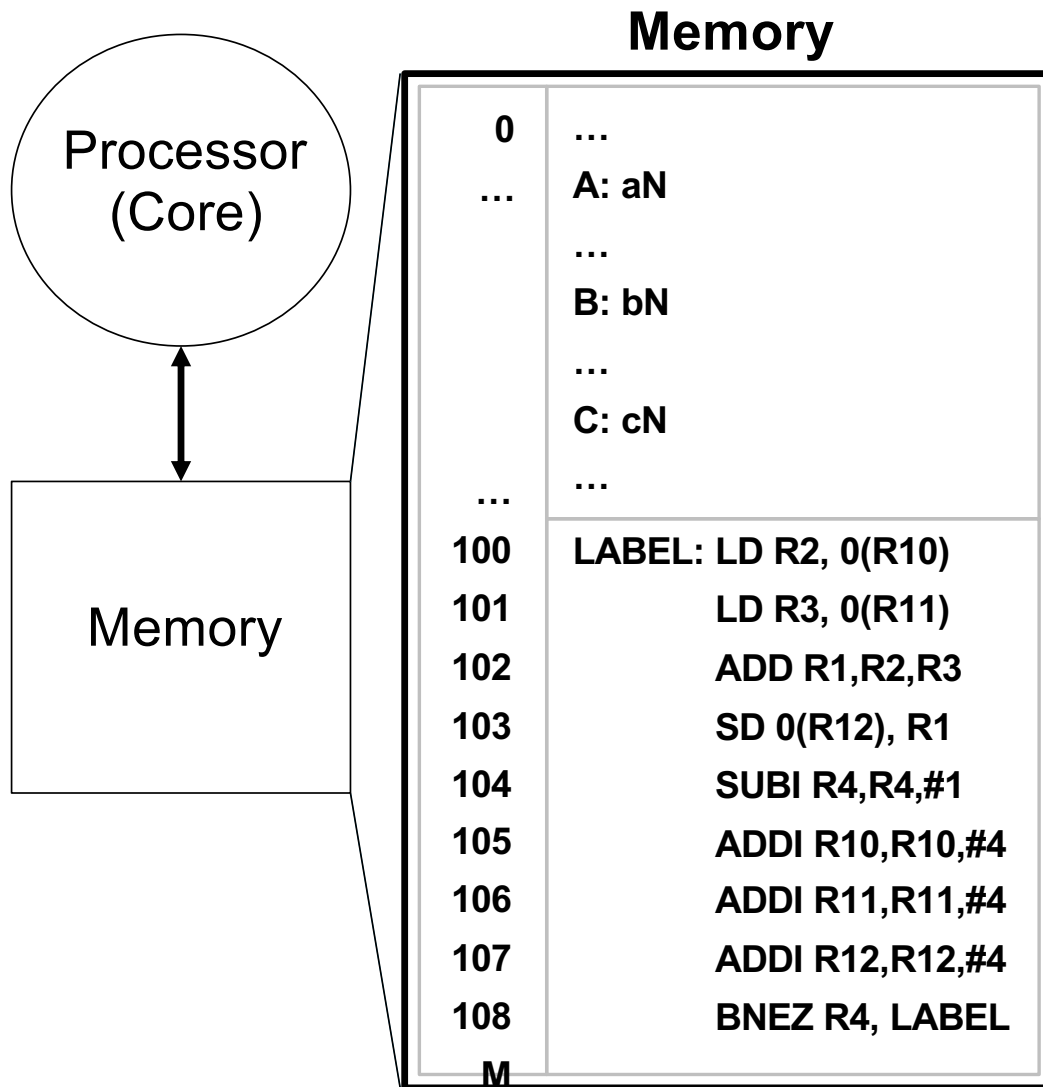 Memory
Processor
(Core)
Memory
0 …
… A: aN
…
B: bN
…
C: cN
… …
100 LABEL: LD R2, 0(R10)
101 LD R3, 0(R11)
102 ADD R1,R2,R3
103 SD 0(R12), R1
104 SUBI R4,R4,#1
105 ADDI R10,R10,#4
106 ADDI R11,R11,#4
107 ADDI R12,R12,#4
108 BNEZ R4, LABEL
M